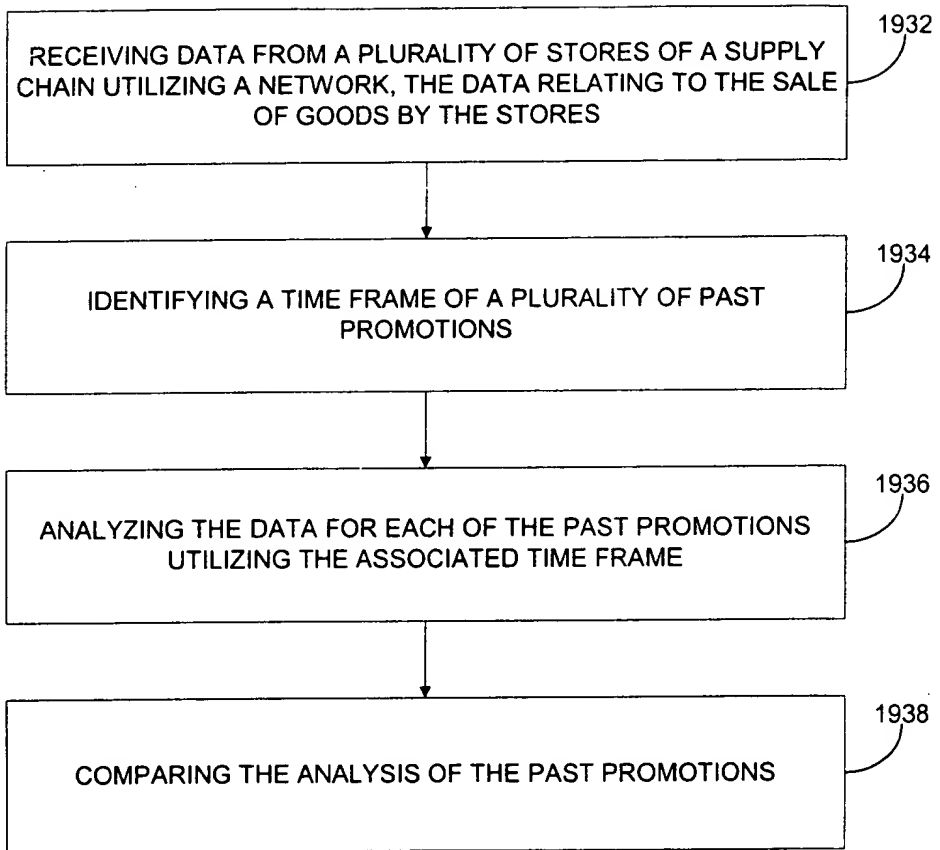 1932
RECEIVING DATA FROM A PLURALITY OF STORES OF A SUPPLY
CHAIN UTILIZING A NETWORK, THE DATA RELATING TO THE SALE
OF GOODS BY THE STORES
1934
IDENTIFYING A TIME FRAME OF A PLURALITY OF PAST
PROMOTIONS
1936
ANALYZING THE DATA FOR EACH OF THE PAST PROMOTIONS
UTILIZING THE ASSOCIATED TIME FRAME
1938
COMPARING THE ANALYSIS OF THE PAST PROMOTIONS